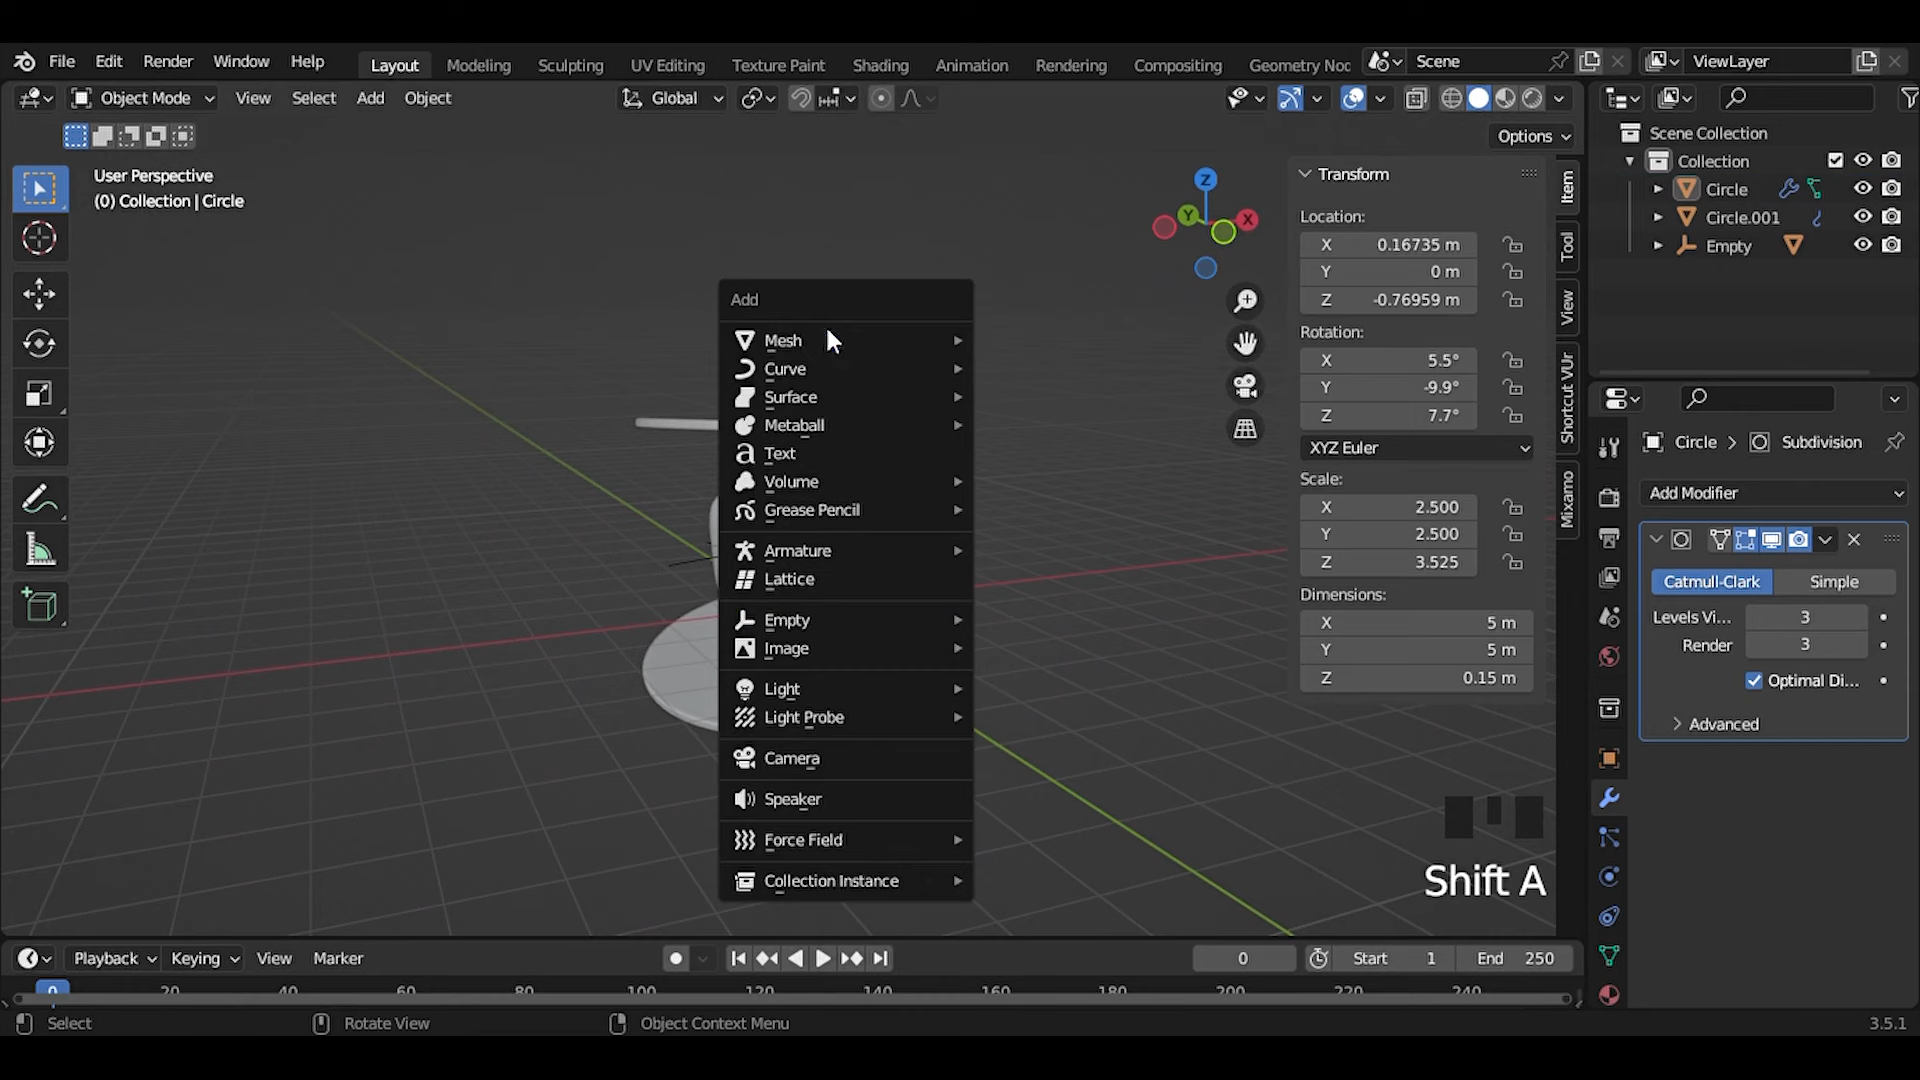 File Edit Render Window Help Layout Modeling Sculpting UV Editing Texture Paint Shading Animation Rendering Compositing Geometry Noc Scene ViewLayer
Object Mode View Select Add Object Global
Options
User Perspective
(0) Collection | Circle
Z
Y
X
Add
Mesh
Curve
Surface
Metaball
Text
Volume
Grease Pencil
Armature
Lattice
Empty
Image
Light
Light Probe
Camera
Speaker
Force Field
Collection Instance
Transform
Location:
X 0.16735 m
Y 0 m
Z -0.76959 m
Rotation:
X 5.5°
Y -9.9°
Z 7.7°
XYZ Euler
Scale:
X 2.500
Y 2.500
Z 3.525
Dimensions:
X 5 m
Y 5 m
Z 0.15 m
Item
Tool
View
Shortcut VUr
Mixamo
Scene Collection
Collection
Circle
Circle.001
Empty
Circle > Subdivision
Add Modifier
Catmull-Clark Simple
Levels Vi... 3
Render 3
Optimal Di...
Advanced
Shift A
Playback Keying View Marker 0 Start 1 End 250
0 20 40 60 80 100 120 140 160 180 200 220 240
Select Rotate View Object Context Menu 3.5.1